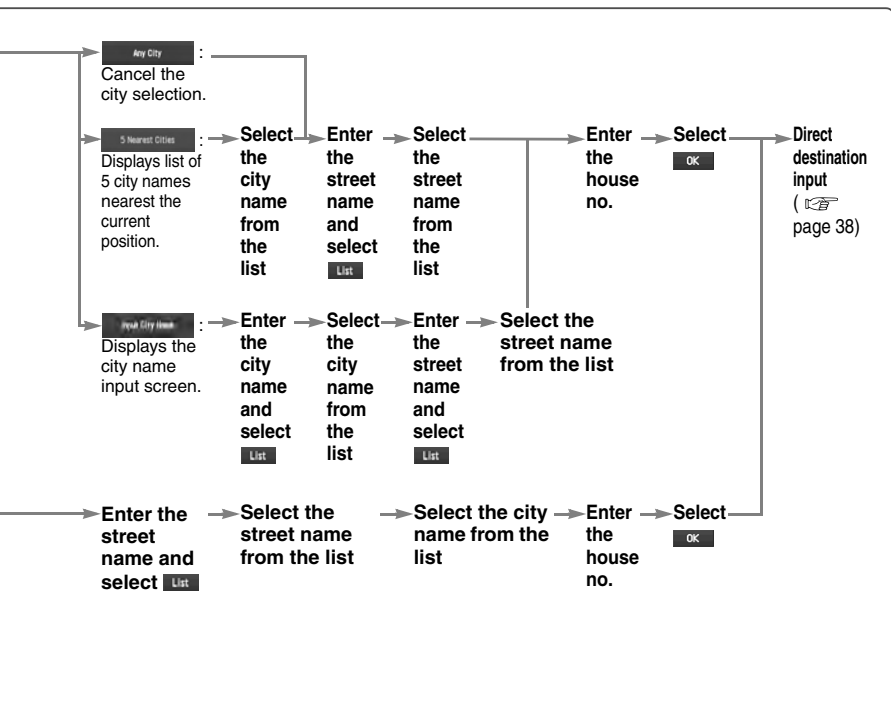 Any City :
Cancel the
city selection.
5 Nearest Cities :
Displays list of
5 city names
nearest the
current
position.
Select
the
city
name
from
the
list
Enter
the
street
name
and
select
List
Select
the
street
name
from
the
list
Enter
the
house
no.
Select
OK
Direct
destination
input
( ☞
page 38)
Input City Name :
Displays the
city name
input screen.
Enter
the
city
name
and
select
List
Select
the
city
name
from
the
list
Enter
the
street
name
and
select
List
Select the
street name
from the list
Enter the
street
name and
select List
Select the
street name
from the list
Select the city
name from the
list
Enter
the
house
no.
Select
OK